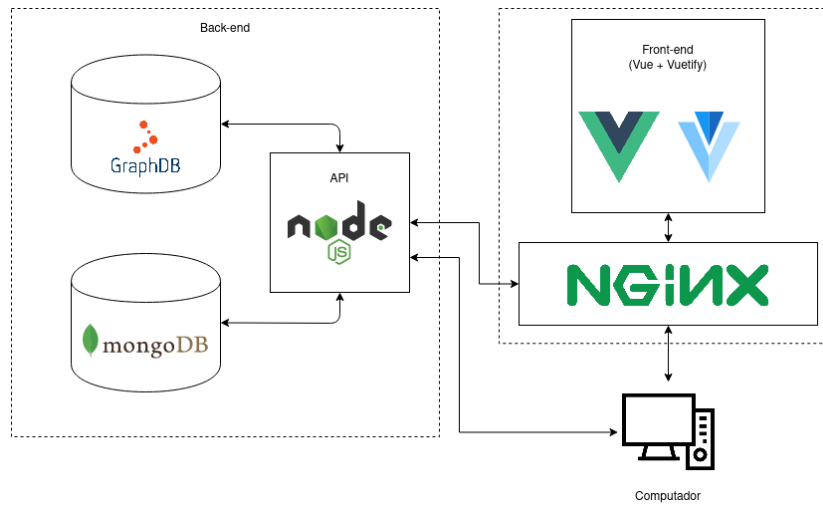 Back-end
GraphDB
API
node
JS
mongoDB
Front-end
(Vue + Vuetify)
NGiNX
Computador